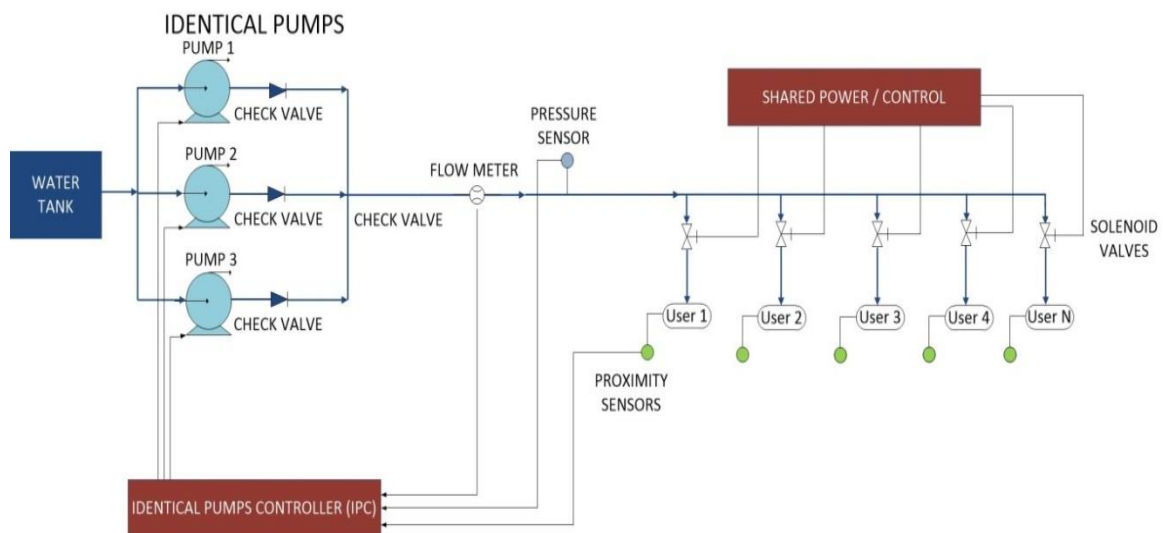 IDENTICAL PUMPS
PUMP 1
CHECK VALVE
PUMP 2
CHECK VALVE
PUMP 3
CHECK VALVE
WATER
TANK
CHECK VALVE
FLOW METER
PRESSURE
SENSOR
SHARED POWER / CONTROL
SOLENOID
VALVES
User 1
User 2
User 3
User 4
User N
PROXIMITY
SENSORS
IDENTICAL PUMPS CONTROLLER (IPC)